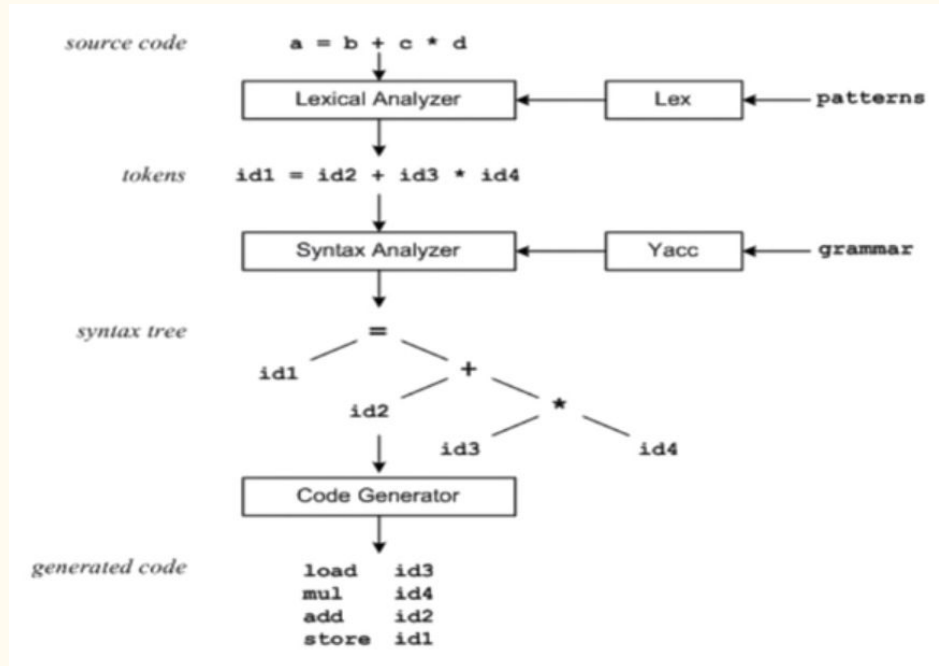 source code a = b + c * d
Lexical Analyzer Lex patterns
tokens id1 = id2 + id3 * id4
Syntax Analyzer Yacc grammar
syntax tree =
id1 +
id2 *
id3 id4
Code Generator
generated code load id3
mul id4
add id2
store id1